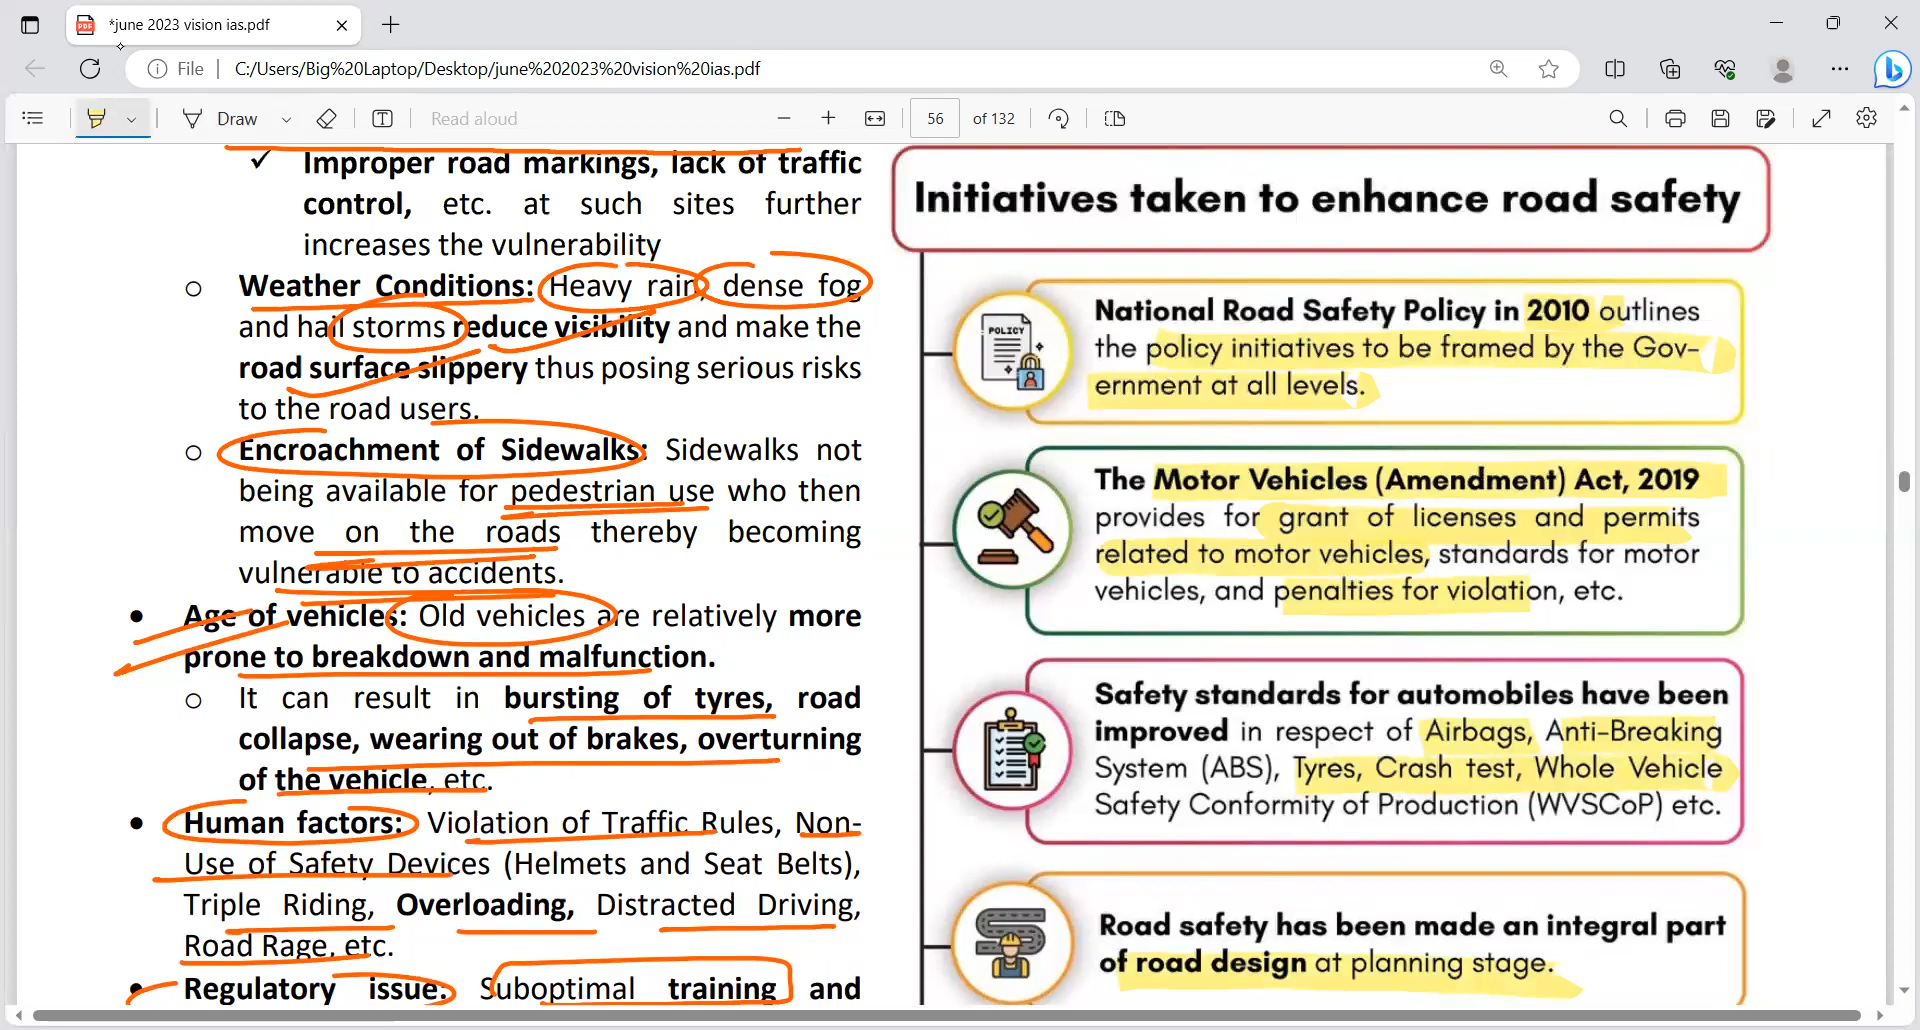 *june 2023 vision ias.pdf
File
C:/Users/Big%20Laptop/Desktop/june%202023%20vision%20ias.pdf
Draw
Read aloud
56 of 132
✓ Improper road markings, lack of traffic
control, etc. at such sites further
increases the vulnerability
o Weather Conditions: Heavy rain, dense fog
and hail storms reduce visibility and make the
road surface slippery thus posing serious risks
to the road users.
o Encroachment of Sidewalks: Sidewalks not
being available for pedestrian use who then
move on the roads thereby becoming
vulnerable to accidents.
• Age of vehicles: Old vehicles are relatively more
prone to breakdown and malfunction.
o It can result in bursting of tyres, road
collapse, wearing out of brakes, overturning
of the vehicle, etc.
• Human factors: Violation of Traffic Rules, Non-
Use of Safety Devices (Helmets and Seat Belts),
Triple Riding, Overloading, Distracted Driving,
Road Rage, etc.
• Regulatory issue: Suboptimal training and
Initiatives taken to enhance road safety
POLICY
National Road Safety Policy in 2010 outlines
the policy initiatives to be framed by the Gov-
ernment at all levels.
The Motor Vehicles (Amendment) Act, 2019
provides for grant of licenses and permits
related to motor vehicles, standards for motor
vehicles, and penalties for violation, etc.
Safety standards for automobiles have been
improved in respect of Airbags, Anti-Breaking
System (ABS), Tyres, Crash test, Whole Vehicle
Safety Conformity of Production (WVSCoP) etc.
Road safety has been made an integral part
of road design at planning stage.